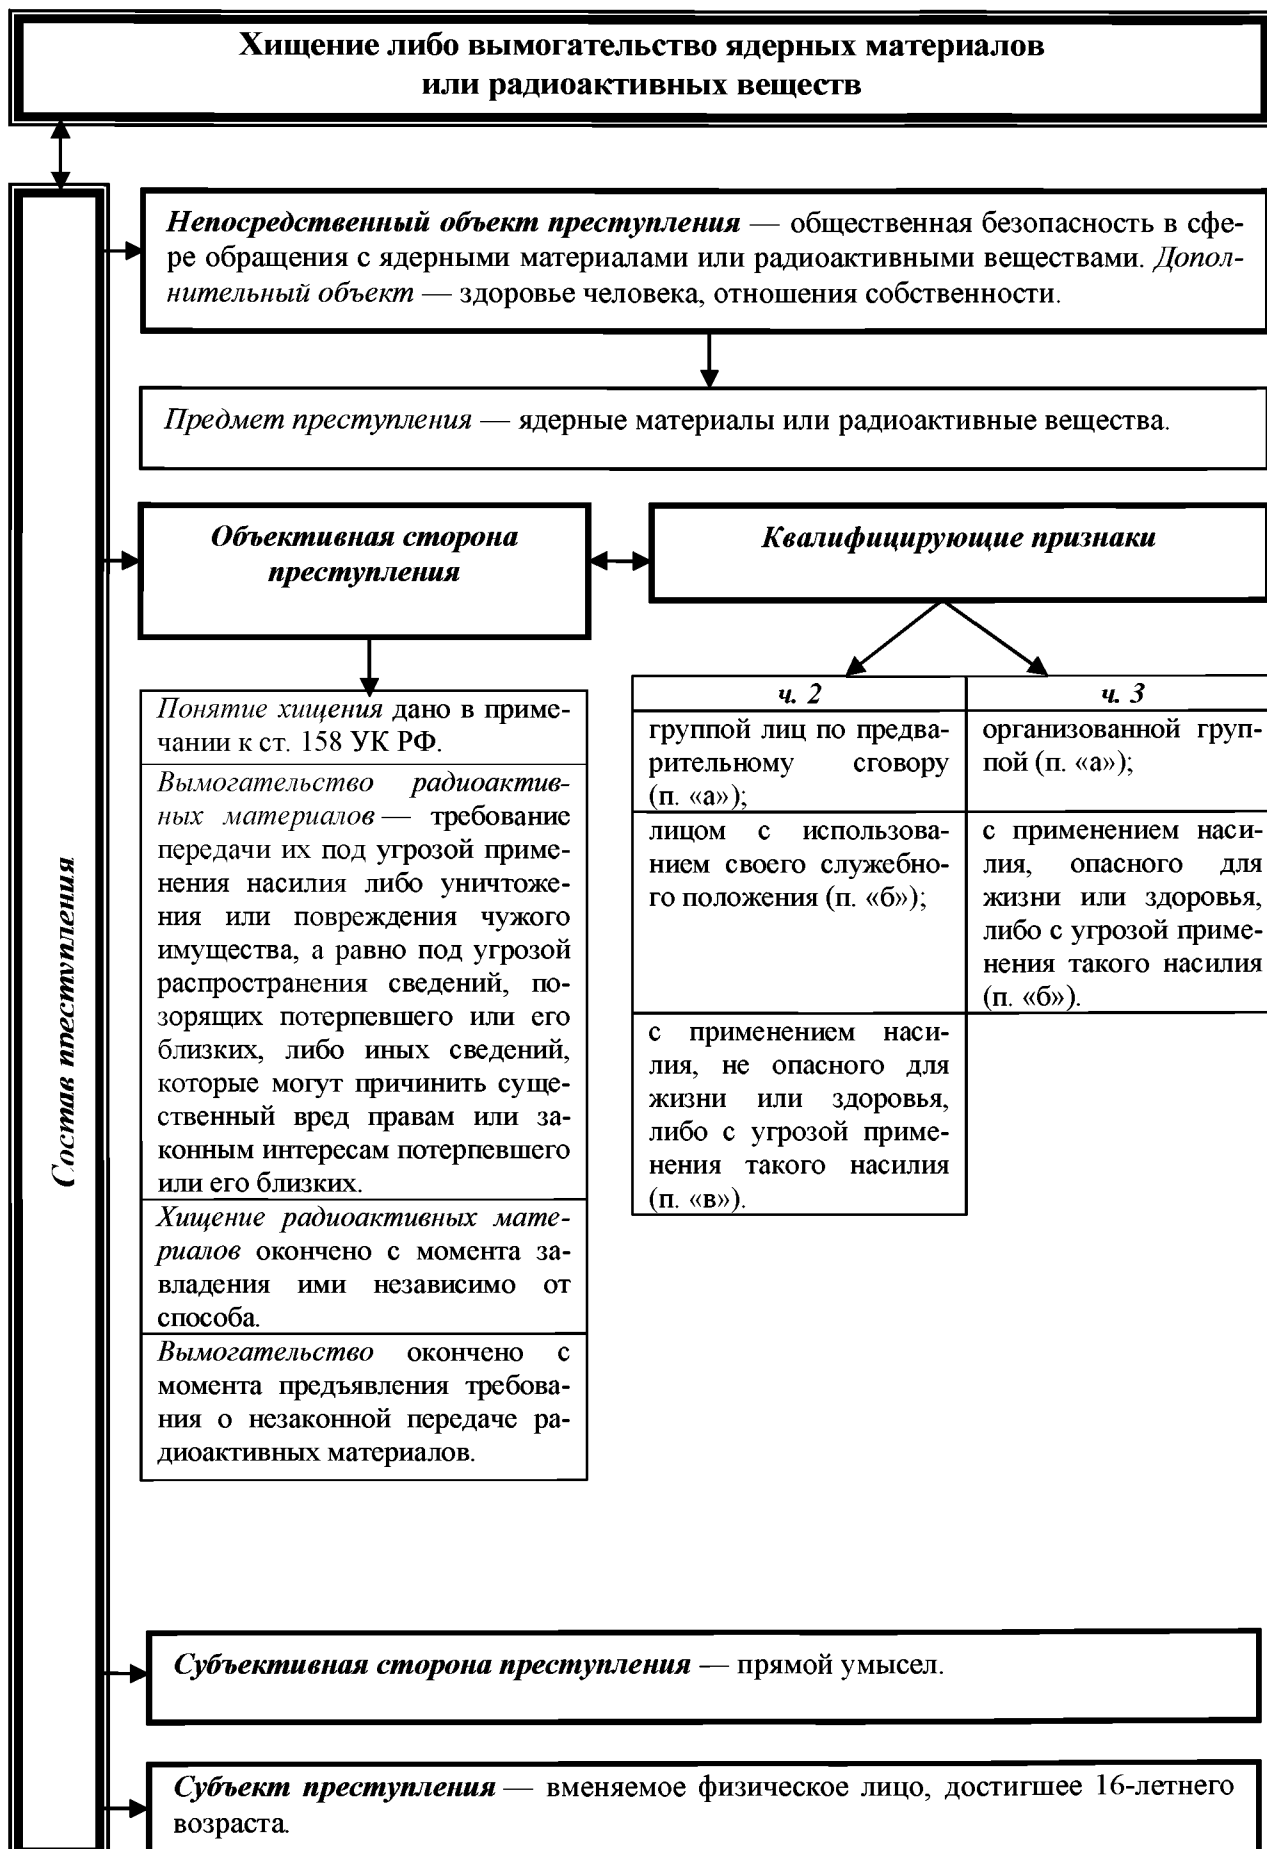 Хищение либо вымогательство ядерных материалов
или радиоактивных веществ
Состав преступления
Непосредственный объект преступления — общественная безопасность в сфе-
ре обращения с ядерными материалами или радиоактивными веществами. Допол-
нительный объект — здоровье человека, отношения собственности.
Предмет преступления — ядерные материалы или радиоактивные вещества.
Объективная сторона
преступления
Квалифицирующие признаки
Понятие хищения дано в приме-
чании к ст. 158 УК РФ.
Вымогательство радиоактив-
ных материалов — требование
передачи их под угрозой приме-
нения насилия либо уничтоже-
ния или повреждения чужого
имущества, а равно под угрозой
распространения сведений, по-
зорящих потерпевшего или его
близких, либо иных сведений,
которые могут причинить суще-
ственный вред правам или за-
конным интересам потерпевшего
или его близких.
Хищение радиоактивных мате-
риалов окончено с момента за-
владения ими независимо от
способа.
Вымогательство окончено с
момента предъявления требова-
ния о незаконной передаче ра-
диоактивных материалов.
ч. 2
группой лиц по предва-
рительному сговору
(п. «а»);
лицом с использова-
нием своего служебно-
го положения (п. «б»);
с применением наси-
лия, не опасного для
жизни или здоровья,
либо с угрозой приме-
нения такого насилия
(п. «в»).
ч. 3
организованной груп-
пой (п. «а»);
с применением наси-
лия, опасного для
жизни или здоровья,
либо с угрозой приме-
нения такого насилия
(п. «б»).
Субъективная сторона преступления — прямой умысел.
Субъект преступления — вменяемое физическое лицо, достигшее 16-летнего
возраста.